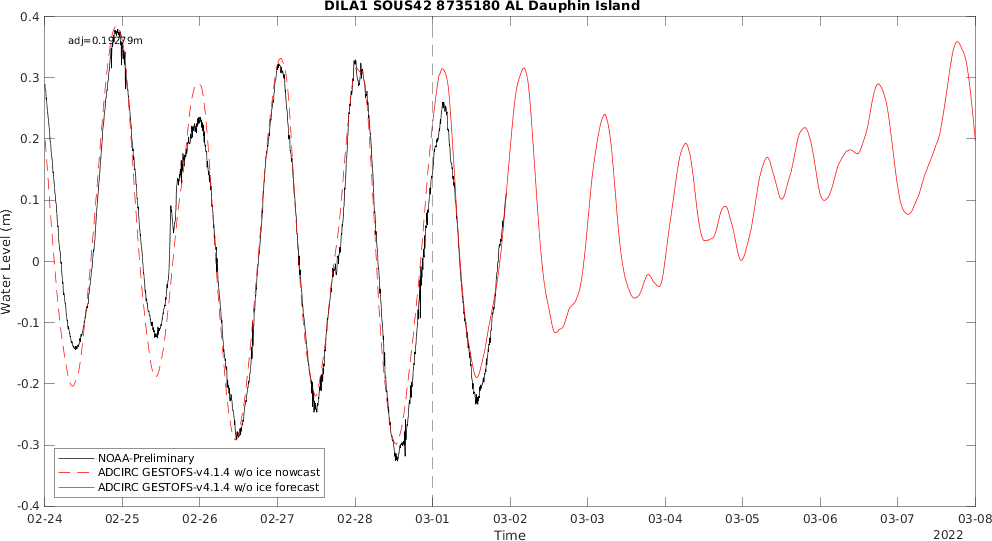 DILA1 SOUS42 8735180 AL Dauphin Island
adj=0.19279m
0.4
0.3
0.2
0.1
0
-0.1
-0.2
-0.3
-0.4
Water Level (m)
NOAA-Preliminary
ADCIRC GESTOFS-v4.1.4 w/o ice nowcast
ADCIRC GESTOFS-v4.1.4 w/o ice forecast
02-24 02-25 02-26 02-27 02-28 03-01 03-02 03-03 03-04 03-05 03-06 03-07 03-08
Time
2022